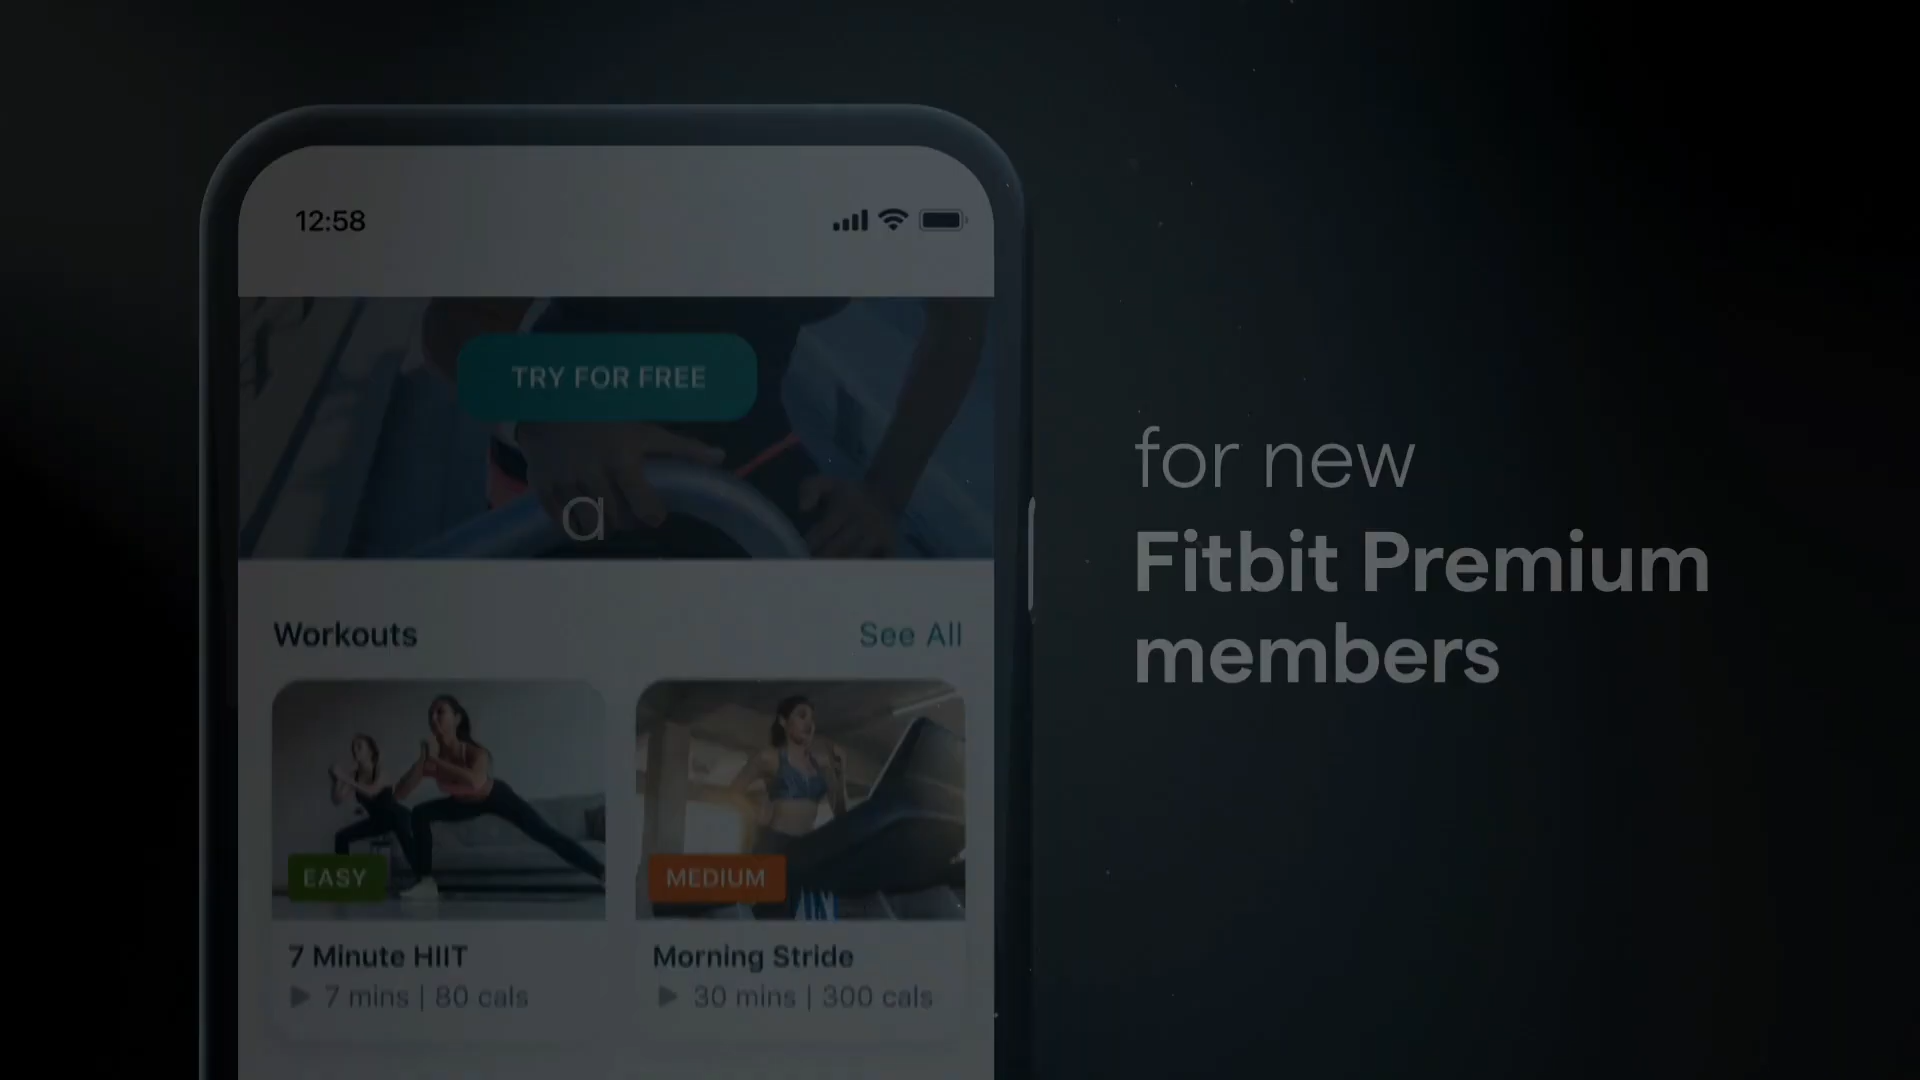 12:58
TRY FOR FREE
a
for new
Fitbit Premium
members
Workouts
See All
EASY
MEDIUM
7 Minute HIIT
7 mins | 80 cals
Morning Stride
30 mins | 300 cals